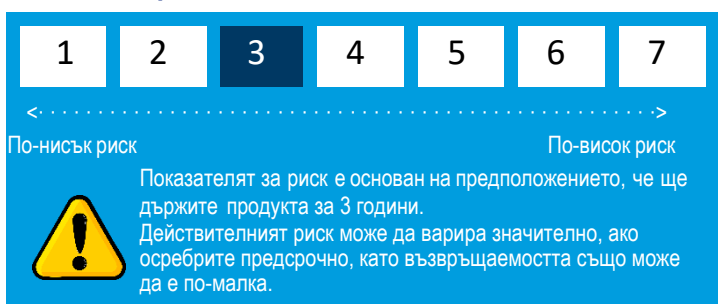 1 2 3 4 5 6 7
По-нисък риск По-висок риск
Показателят за риск е основан на предположението, че ще
държите продукта за 3 години.
Действителният риск може да варира значително, ако
осребрите предсрочно, като възвръщаемостта също може
да е по-малка.